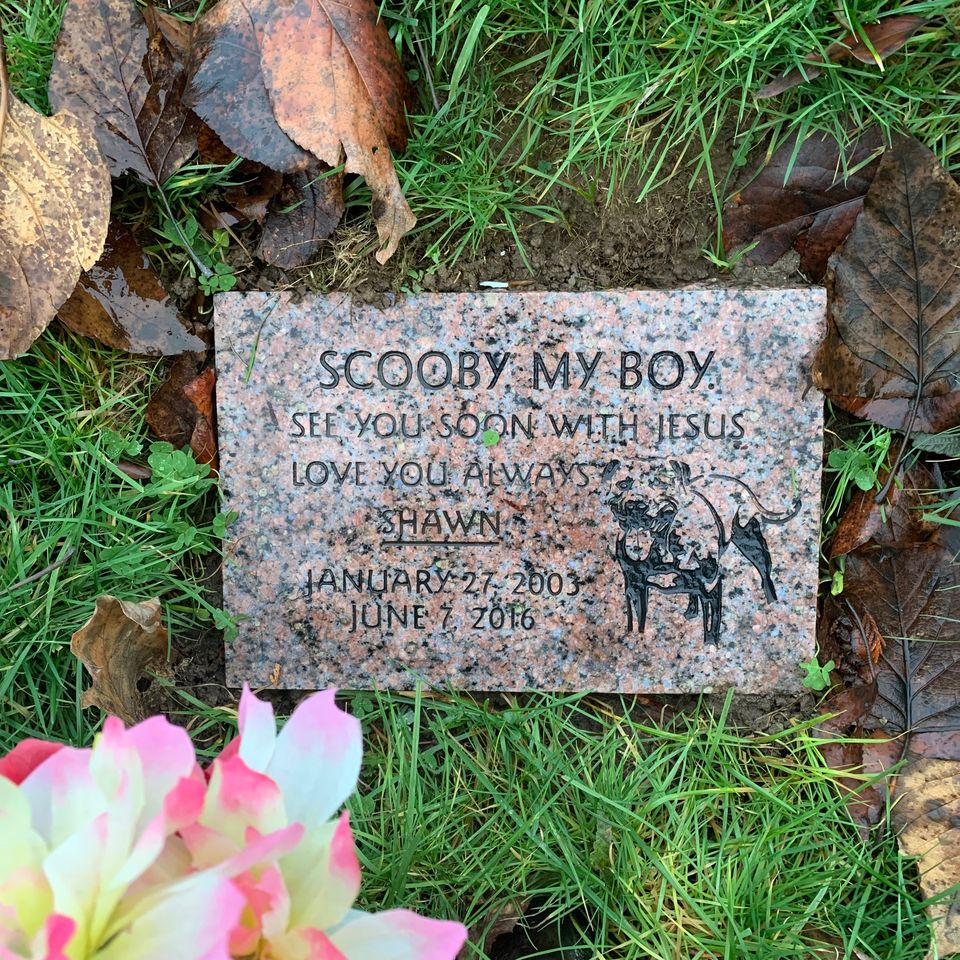 SCOOBY MY BOY.
SEE YOU SOON WITH JESUS
LOVE YOU ALWAYS
SHAWN
JANUARY 27, 2003
JUNE 7, 2016